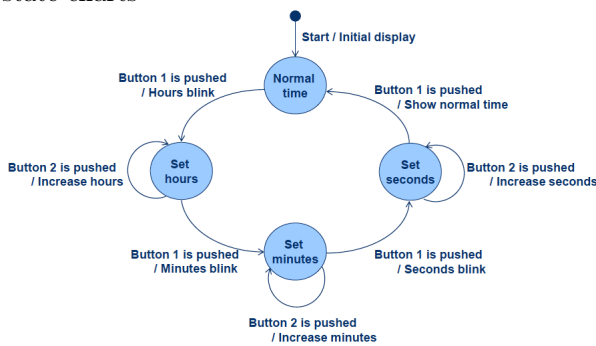 Start / Initial display
Normal
time
Button 1 is pushed
/ Hours blink
Button 1 is pushed
/ Show normal time
Button 2 is pushed
/ Increase hours
Set
hours
Set
seconds
Button 2 is pushed
/ Increase seconds
Button 1 is pushed
/ Minutes blink
Set
minutes
Button 1 is pushed
/ Seconds blink
Button 2 is pushed
/ Increase minutes